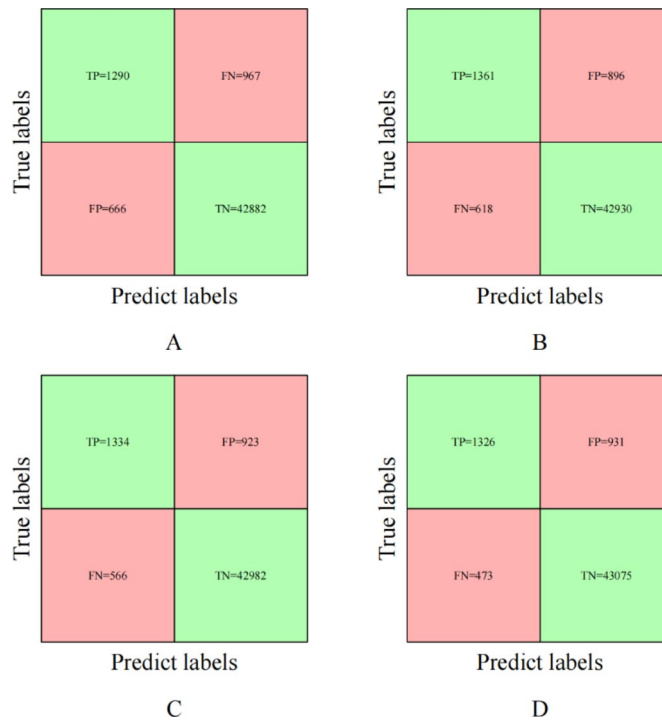 TP=1290 FN=967
True labels
FP=666 TN=42882
Predict labels
A
TP=1361 FP=896
True labels
FN=618 TN=42930
Predict labels
B
TP=1334 FP=923
True labels
FN=566 TN=42982
Predict labels
C
TP=1326 FP=931
True labels
FN=473 TN=43075
Predict labels
D